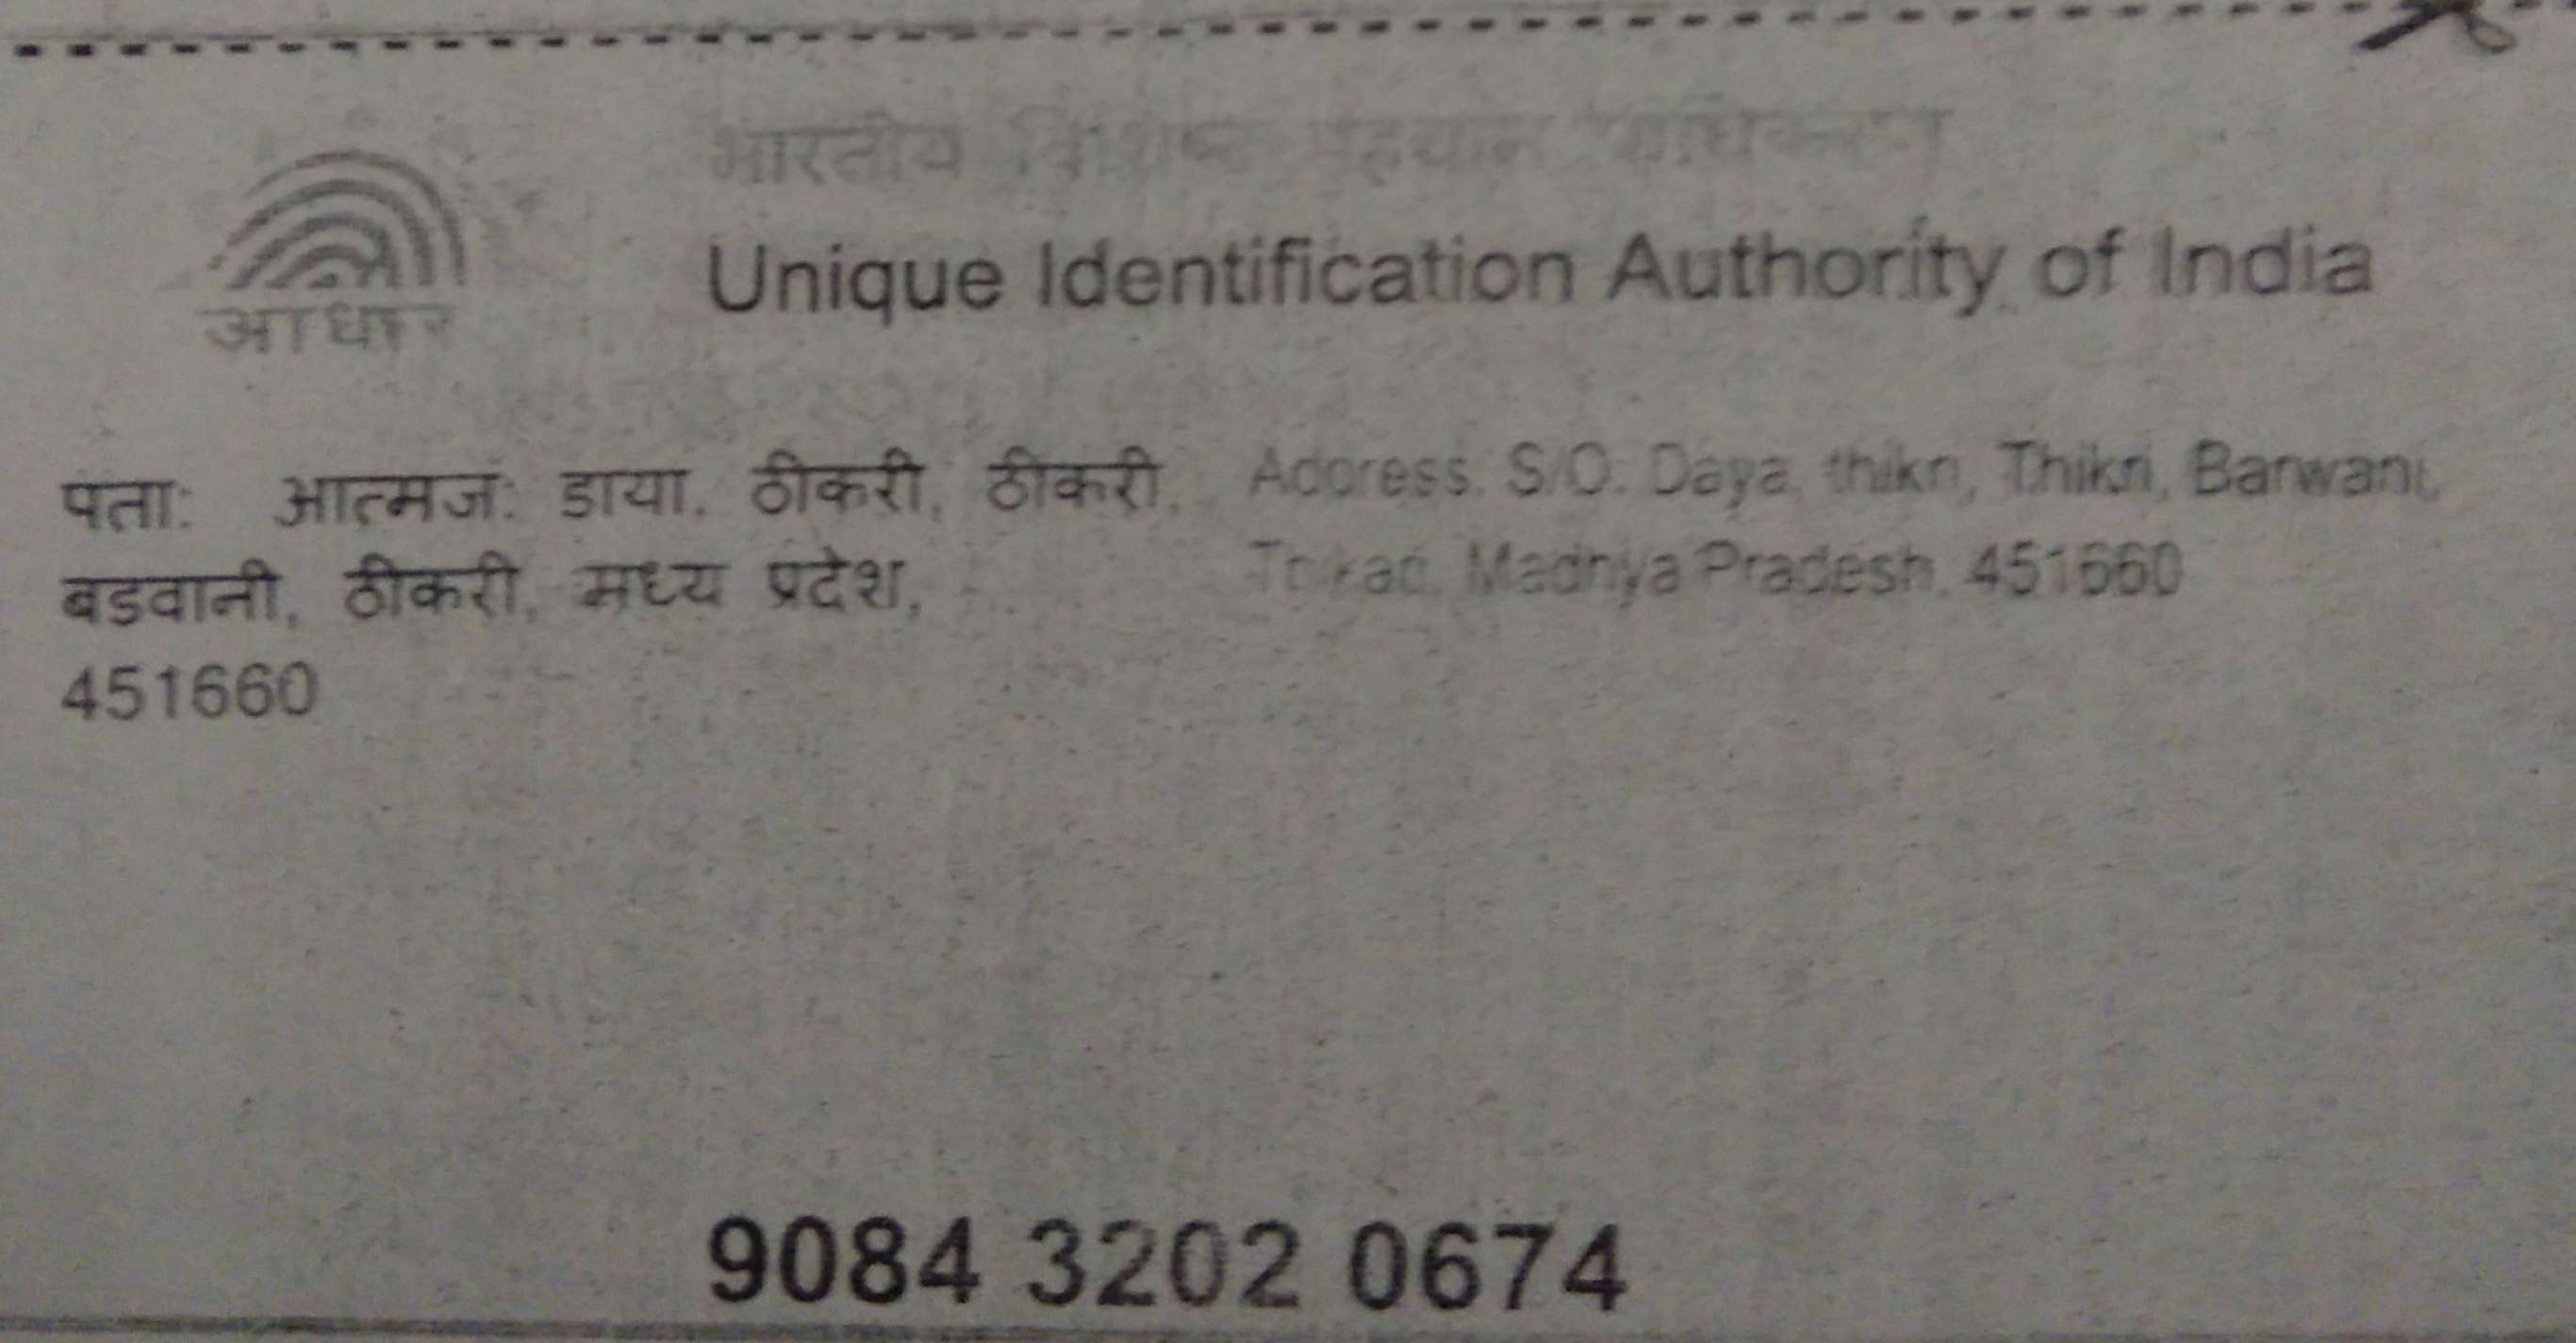 भारतीय विशिष्ट पहचान प्राधिकरण
आधार
Unique Identification Authority of India
पता: आत्मज: डाया, ठीकरी, ठीकरी,
बडवानी, ठीकरी, मध्य प्रदेश,
451660
Address: S/O: Daya, thikri, Thikri, Barwani,
Madhya Pradesh, 451660
9084 3202 0674